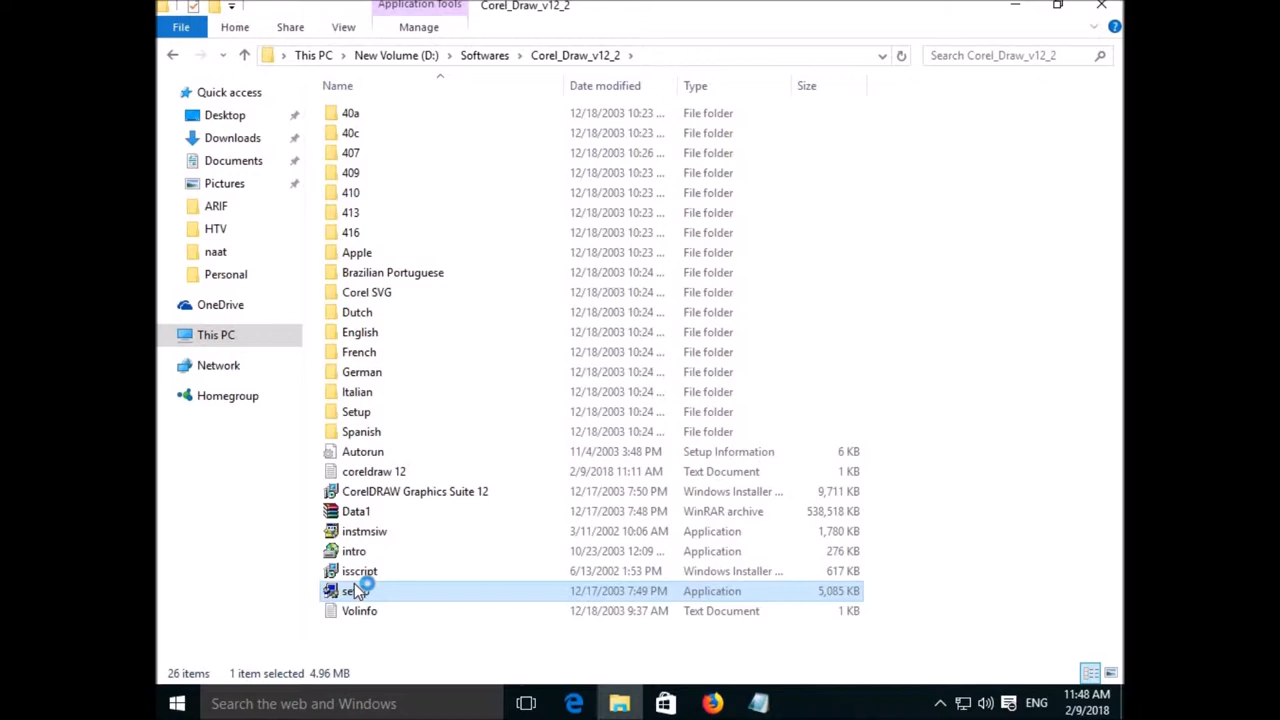 Application Tools Corel_Draw_v12_2
File Home Share View Manage
This PC New Volume (D:) Softwares Corel_Draw_v12_2 Search Corel_Draw_v12_2
Name Date modified Type Size
Quick access
Desktop
Downloads
Documents
Pictures
ARIF
HTV
naat
Personal
OneDrive
This PC
Network
Homegroup
40a 12/18/2003 10:23 ... File folder
40c 12/18/2003 10:23 ... File folder
407 12/18/2003 10:26 ... File folder
409 12/18/2003 10:23 ... File folder
410 12/18/2003 10:23 ... File folder
413 12/18/2003 10:23 ... File folder
416 12/18/2003 10:23 ... File folder
Apple 12/18/2003 10:23 ... File folder
Brazilian Portuguese 12/18/2003 10:24 ... File folder
Corel SVG 12/18/2003 10:24 ... File folder
Dutch 12/18/2003 10:24 ... File folder
English 12/18/2003 10:24 ... File folder
French 12/18/2003 10:24 ... File folder
German 12/18/2003 10:24 ... File folder
Italian 12/18/2003 10:24 ... File folder
Setup 12/18/2003 10:24 ... File folder
Spanish 12/18/2003 10:24 ... File folder
Autorun 11/4/2003 3:48 PM Setup Information 6 KB
coreldraw 12 2/9/2018 11:11 AM Text Document 1 KB
CorelDRAW Graphics Suite 12 12/17/2003 7:50 PM Windows Installer ... 9,711 KB
Data1 12/17/2003 7:48 PM WinRAR archive 538,518 KB
instmsiw 3/11/2002 10:06 AM Application 1,780 KB
intro 10/23/2003 12:09 ... Application 276 KB
isscript 6/13/2002 1:53 PM Windows Installer ... 617 KB
12/17/2003 7:49 PM Application 5,085 KB
Volinfo 12/18/2003 9:37 AM Text Document 1 KB
26 items 1 item selected 4.96 MB
Search the web and Windows ENG 11:48 AM
2/9/2018